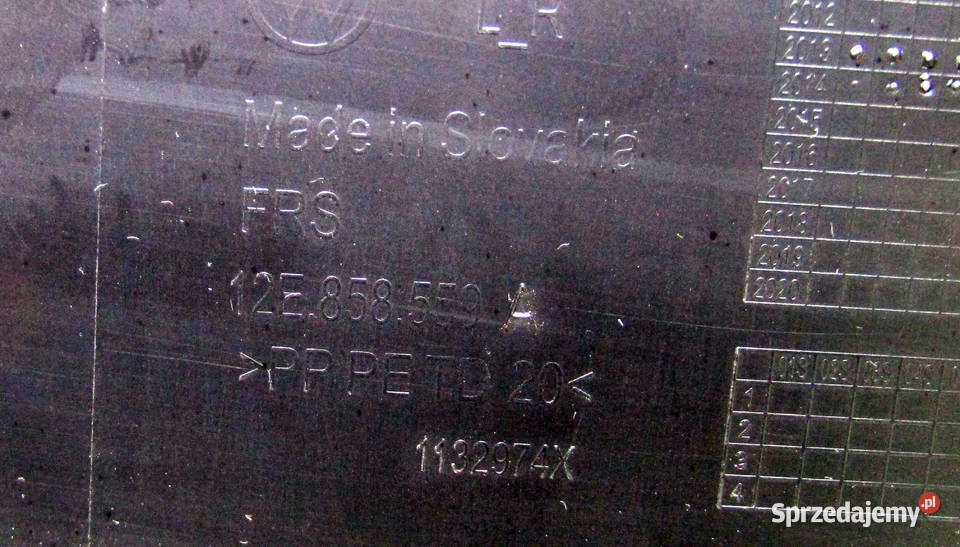 L_R
Made in Slovakia
FRS
12E.858.559 A
>PP/PE TD 20<
1132974X
2012
2013
2014
2015
2016
2017
2018
2019
2020
1
2
3
4
Sprzedajemy.pl